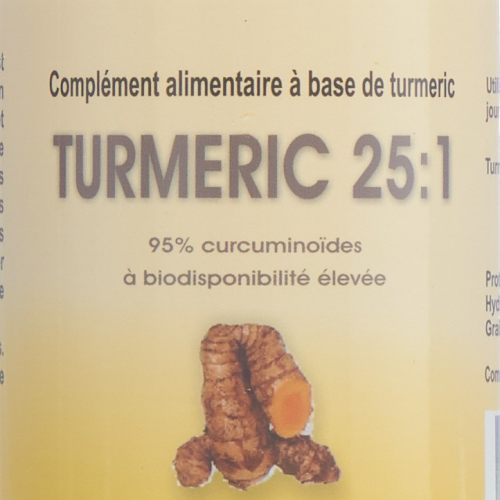 Complément alimentaire à base de turmeric
TURMERIC 25:1
95% curcuminoïdes
à biodisponibilité élevée